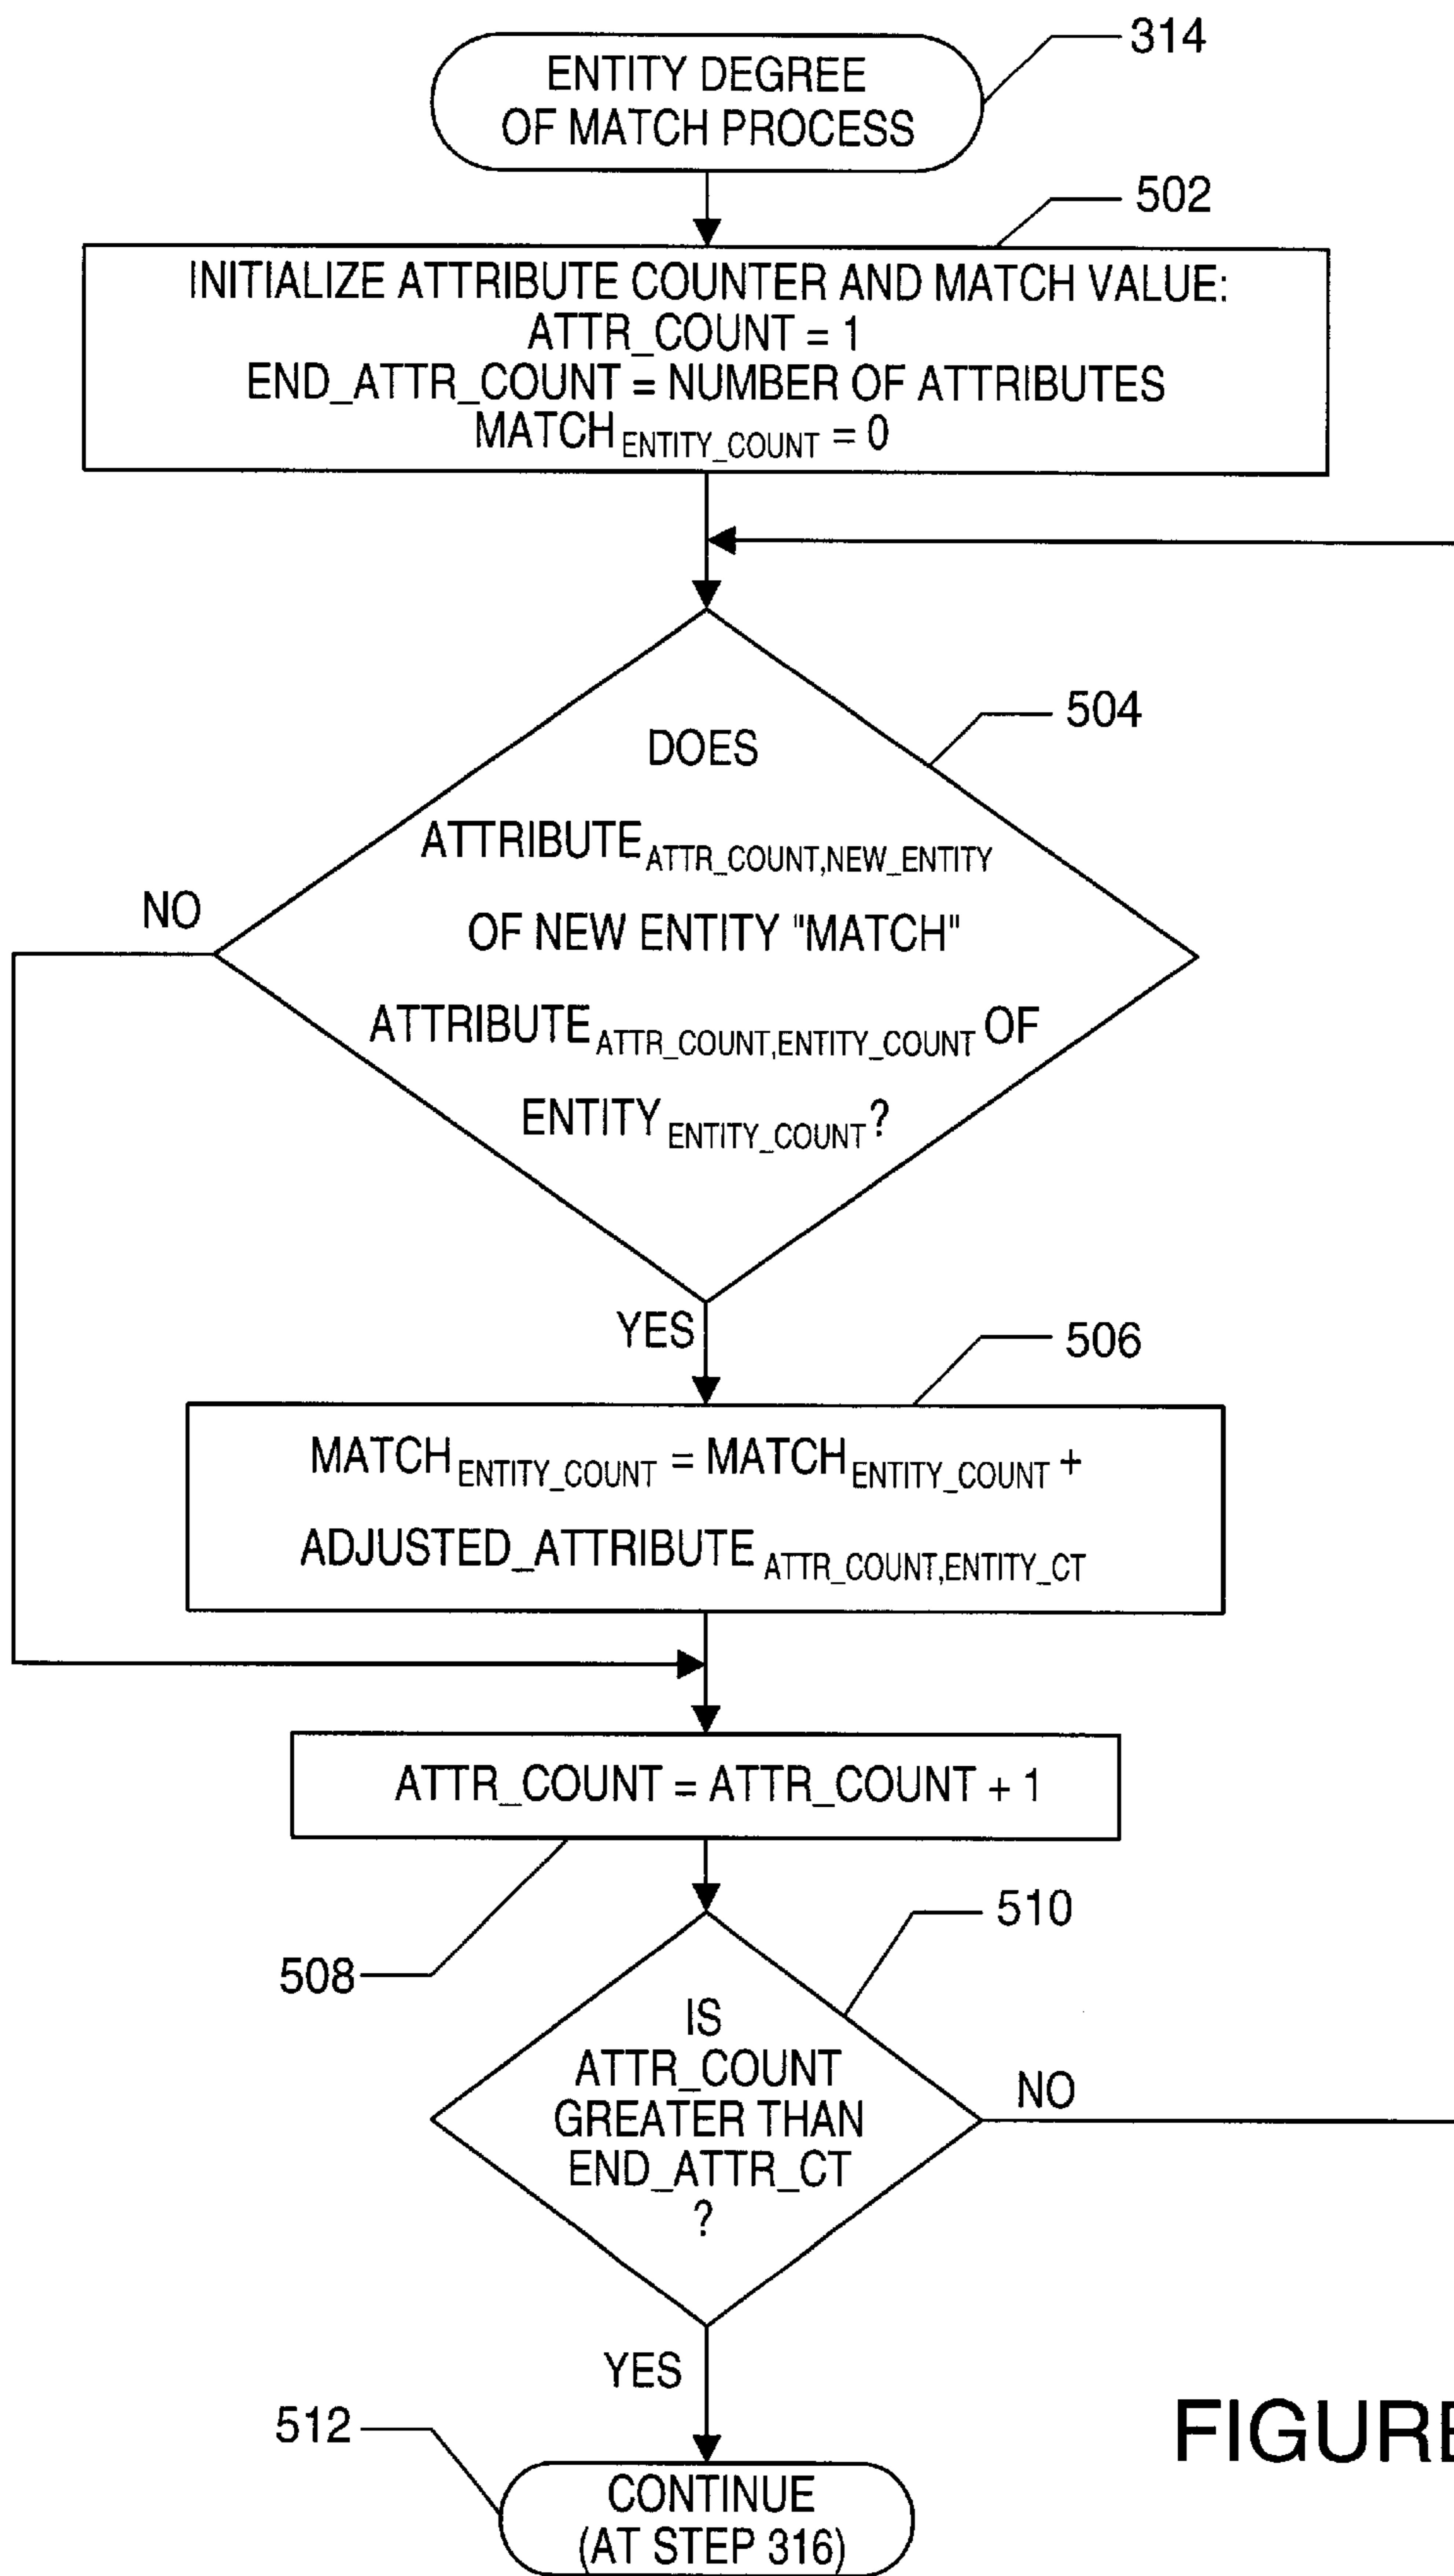 314
ENTITY DEGREE
OF MATCH PROCESS
502
INITIALIZE ATTRIBUTE COUNTER AND MATCH VALUE:
ATTR_COUNT = 1
END_ATTR_COUNT = NUMBER OF ATTRIBUTES
MATCH ENTITY_COUNT = 0
504
DOES
ATTRIBUTE ATTR_COUNT,NEW_ENTITY
OF NEW ENTITY "MATCH"
ATTRIBUTE ATTR_COUNT,ENTITY_COUNT OF
ENTITY ENTITY_COUNT?
NO
YES
506
MATCH ENTITY_COUNT = MATCH ENTITY_COUNT +
ADJUSTED_ATTRIBUTE ATTR_COUNT,ENTITY_CT
ATTR_COUNT = ATTR_COUNT + 1
508
510
IS
ATTR_COUNT
GREATER THAN
END_ATTR_CT
?
NO
YES
512
CONTINUE
(AT STEP 316)
FIGURE